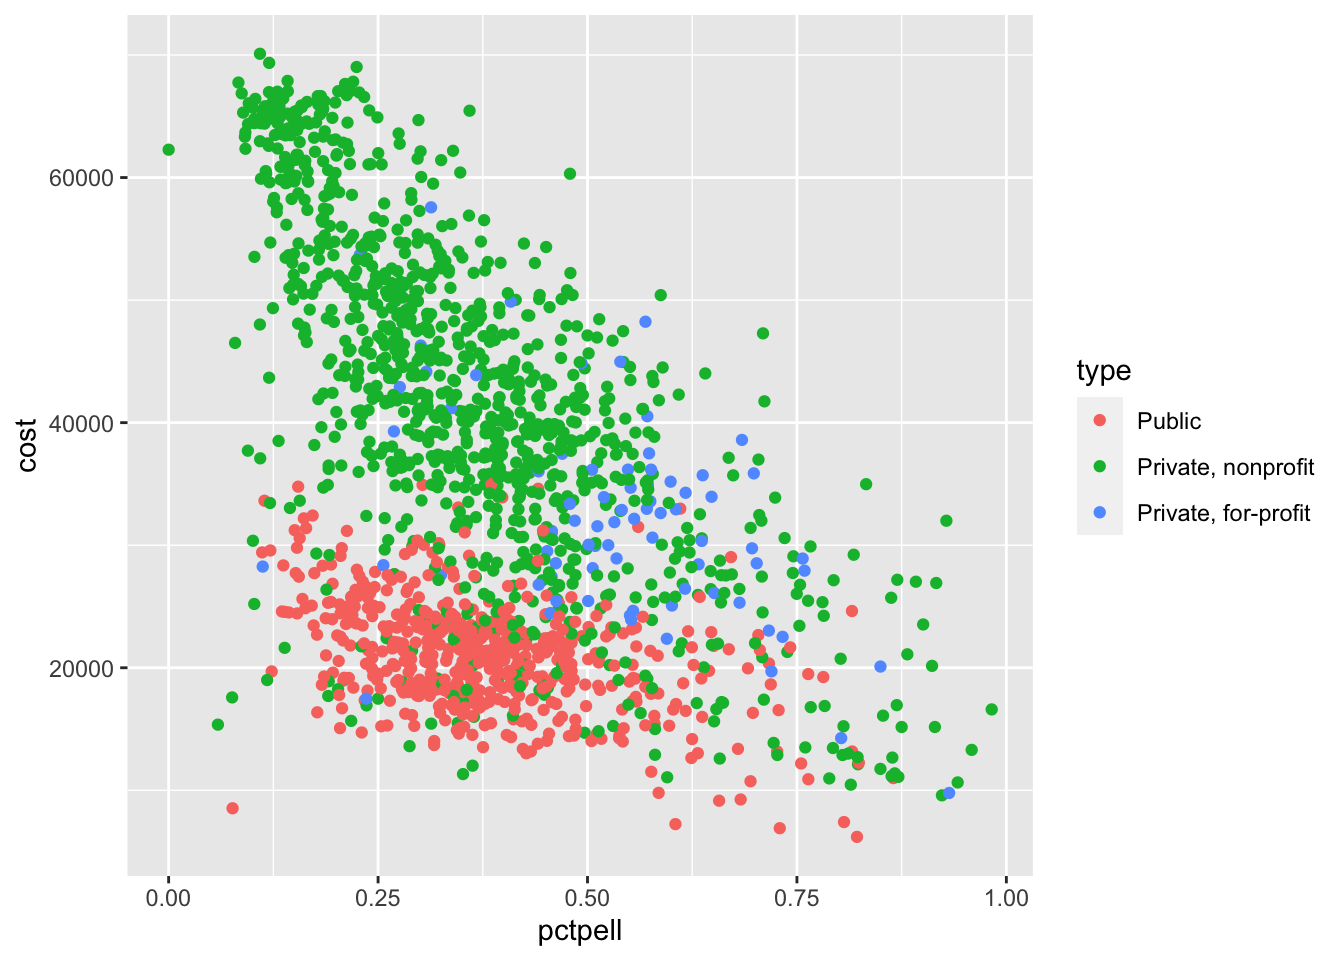 60000
40000
20000
cost
0.00 0.25 0.50 0.75 1.00
pctpell
type
Public
Private, nonprofit
Private, for-profit